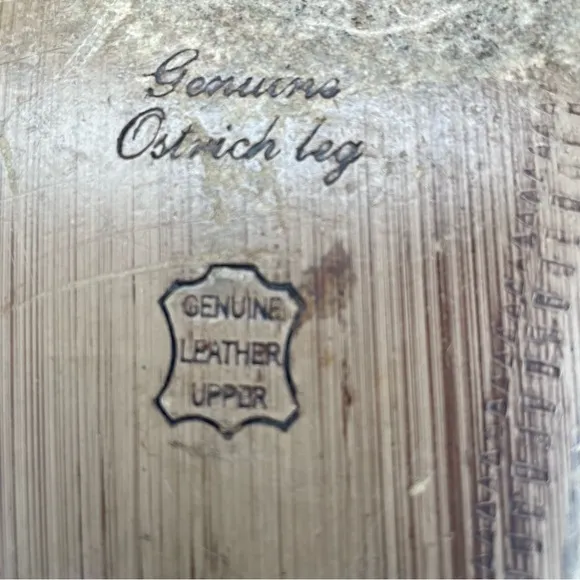 Genuine
Ostrich leg
GENUINE
LEATHER
UPPER